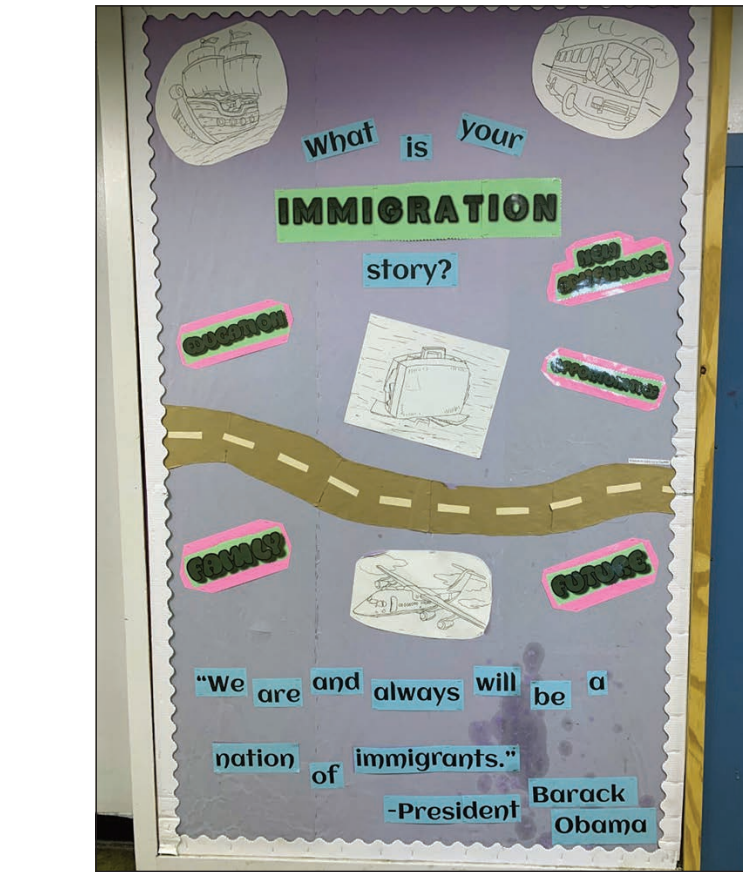 What is your
IMMIGRATION
story?
NEW
ADVENTURE
EDUCATION
OPPORTUNITIES
FAMILY
FUTURE
“We are and always will be a
nation of immigrants.”
-President Barack
Obama